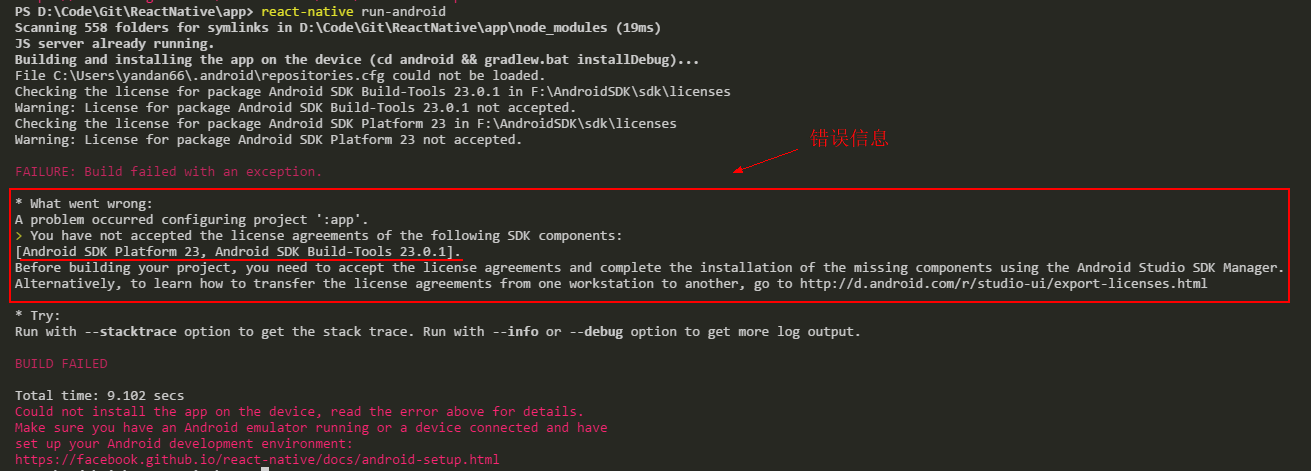 PS D:\Code\Git\ReactNative\app> react-native run-android
Scanning 558 folders for symlinks in D:\Code\Git\ReactNative\app\node_modules (19ms)
JS server already running.
Building and installing the app on the device (cd android && gradlew.bat installDebug)...
File C:\Users\yandan66\.android\repositories.cfg could not be loaded.
Checking the license for package Android SDK Build-Tools 23.0.1 in F:\AndroidSDK\sdk\licenses
Warning: License for package Android SDK Build-Tools 23.0.1 not accepted.
Checking the license for package Android SDK Platform 23 in F:\AndroidSDK\sdk\licenses
Warning: License for package Android SDK Platform 23 not accepted.
错误信息
FAILURE: Build failed with an exception.
* What went wrong:
A problem occurred configuring project ':app'.
> You have not accepted the license agreements of the following SDK components:
[Android SDK Platform 23, Android SDK Build-Tools 23.0.1].
Before building your project, you need to accept the license agreements and complete the installation of the missing components using the Android Studio SDK Manager.
Alternatively, to learn how to transfer the license agreements from one workstation to another, go to http://d.android.com/r/studio-ui/export-licenses.html
* Try:
Run with --stacktrace option to get the stack trace. Run with --info or --debug option to get more log output.
BUILD FAILED
Total time: 9.102 secs
Could not install the app on the device, read the error above for details.
Make sure you have an Android emulator running or a device connected and have
set up your Android development environment:
https://facebook.github.io/react-native/docs/android-setup.html